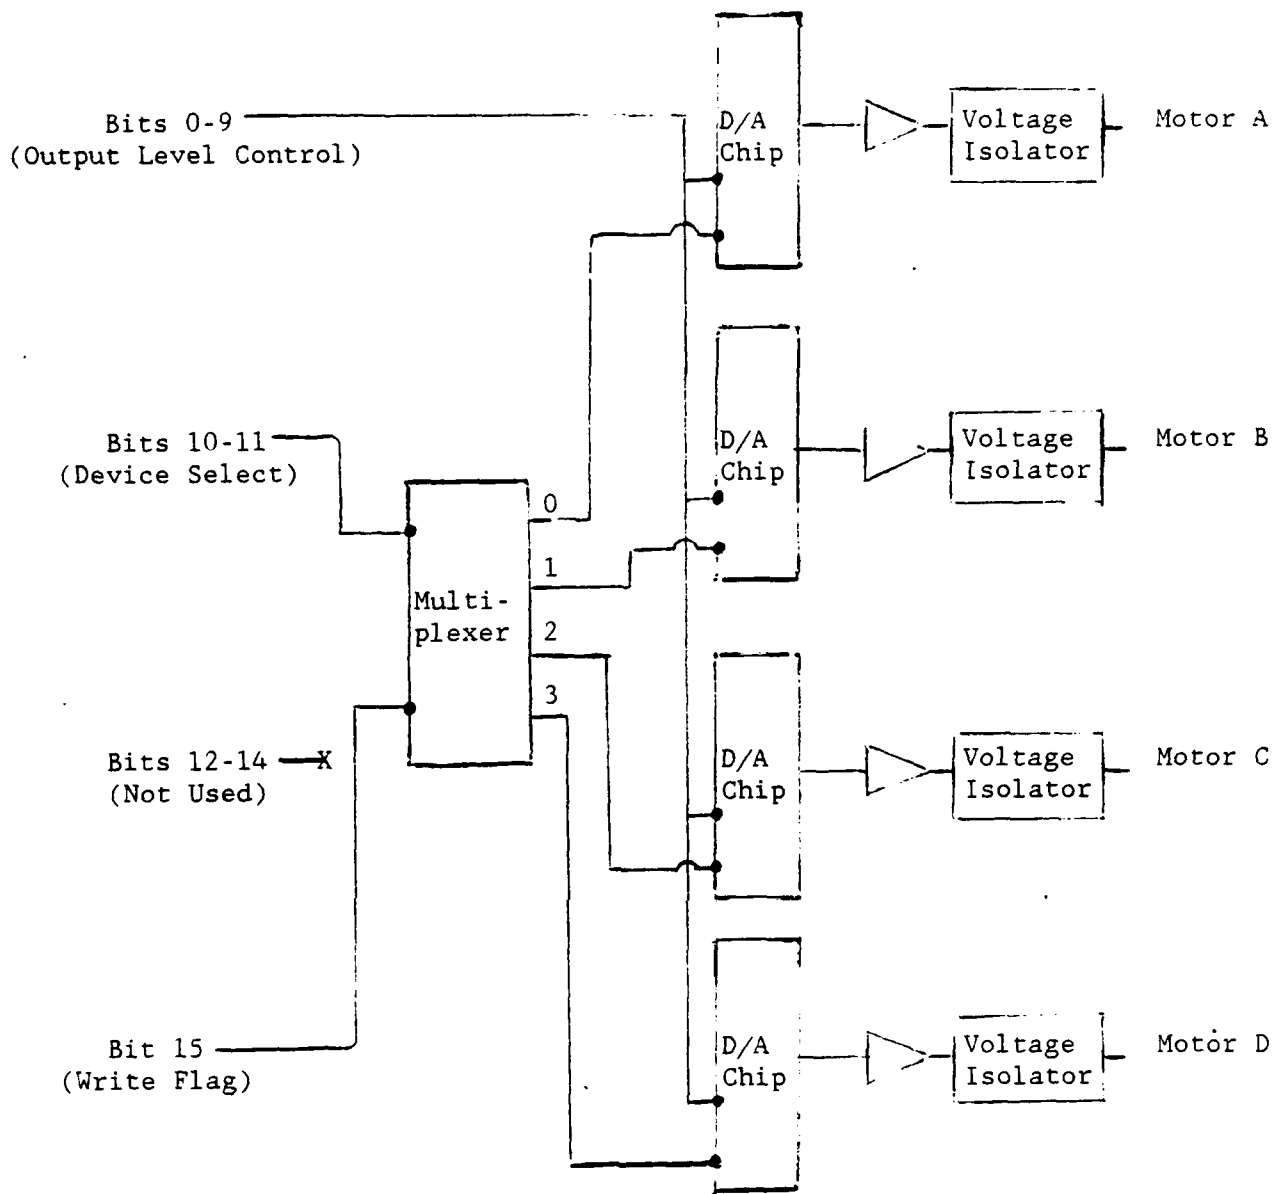 Bits 0-9
(Output Level Control)
D/A
Chip
Voltage
Isolator
Motor A
Bits 10-11
(Device Select)
D/A
Chip
Voltage
Isolator
Motor B
0
1
Multi-
plexer
2
3
Bits 12-14 X
(Not Used)
D/A
Chip
Voltage
Isolator
Motor C
Bit 15
(Write Flag)
D/A
Chip
Voltage
Isolator
Motor D